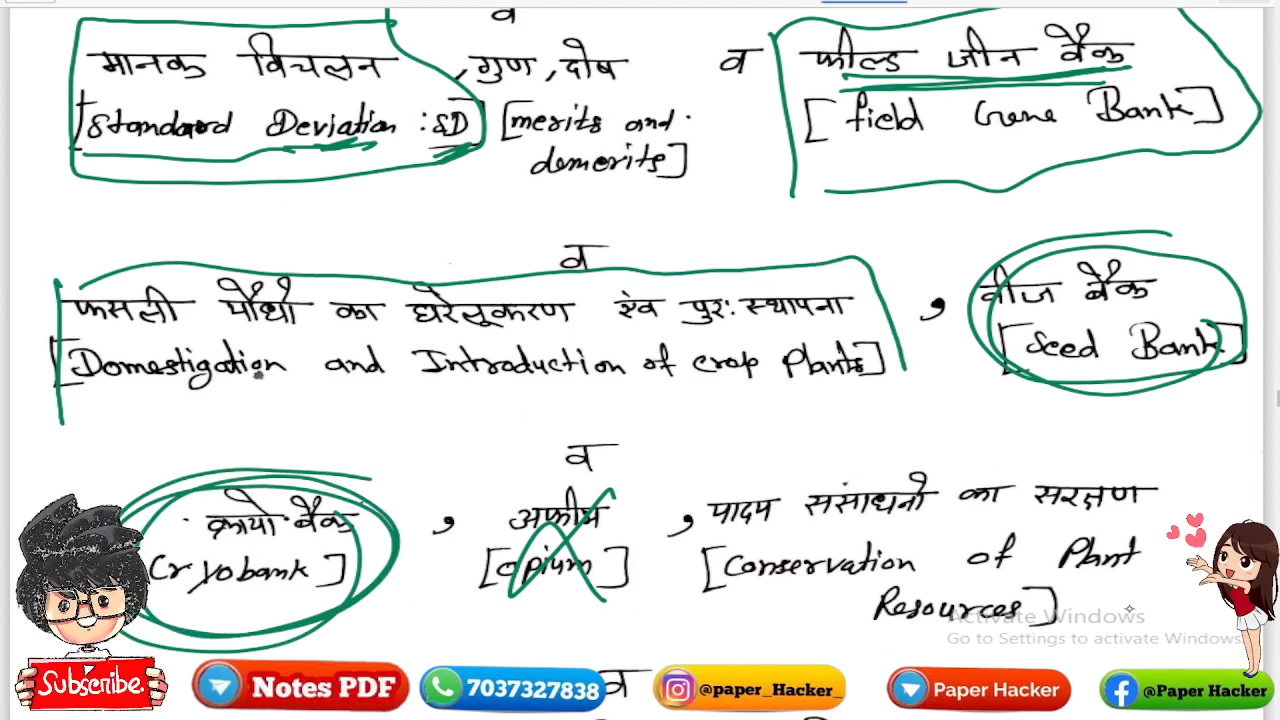 व
मानक विचलन , गुण , दोष व फील्ड जीन बैंक
[Standard Deviation : SD] [merits and demerits] [field Gene Bank]
व
फसली पौधो का घरेलूकरण एंव पुरःस्थापना , बीज बैंक
[Domestigation and Introduction of crop Plants] [Seed Bank]
व
क्रायो बैंक , अफीम , पादप संसाधनो का सरक्षण
[Cryobank] [opium] [Conservation of Plant
Resources]
Activate Windows
Go to Settings to activate Windows.
व
Subscribe.
Notes PDF
7037327838
@paper_Hacker_
Paper Hacker
@Paper Hacker